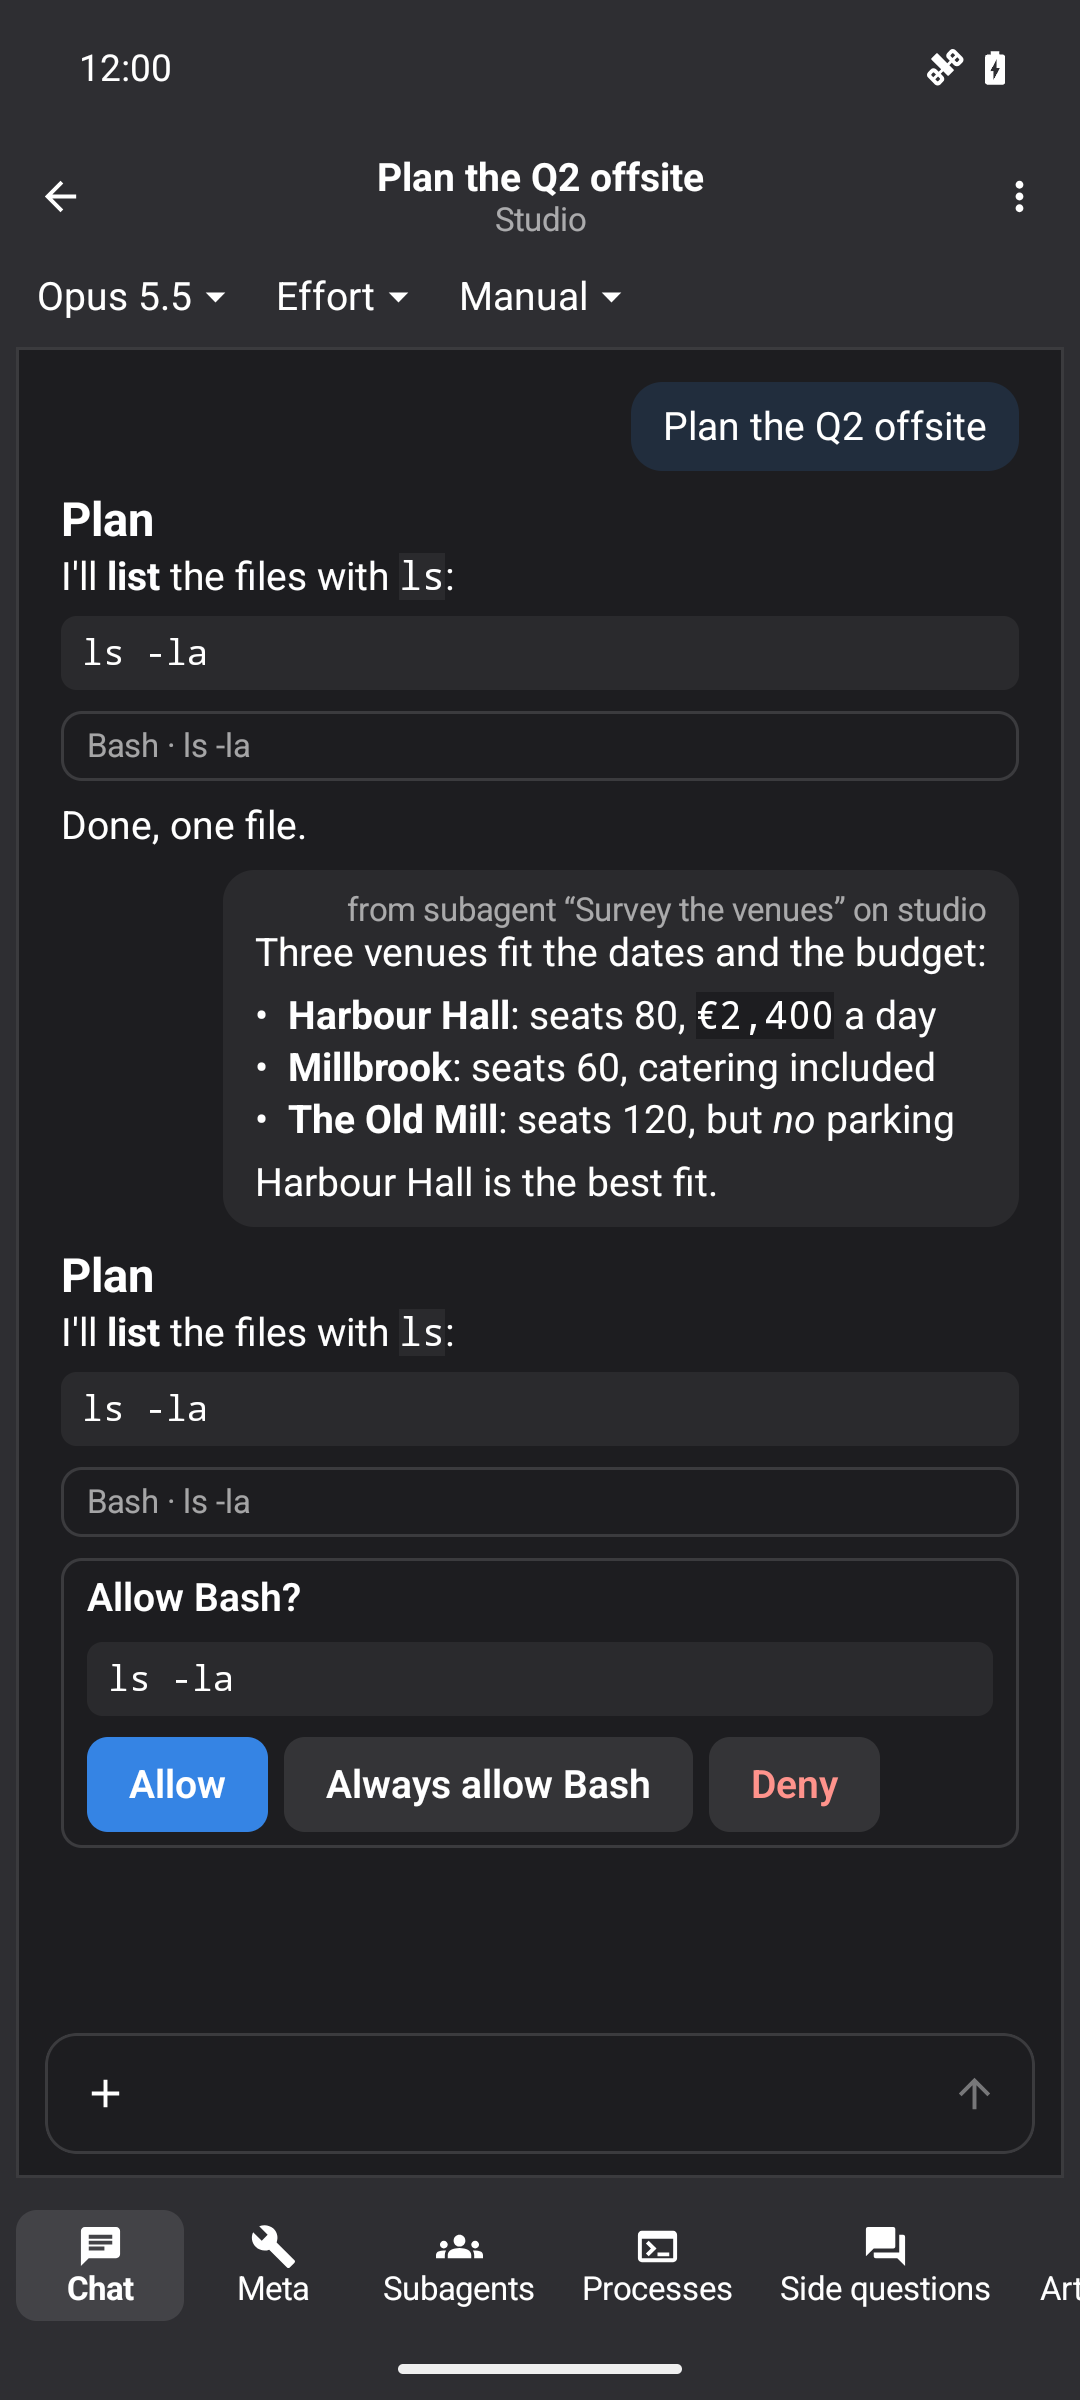 12:00
Plan the Q2 offsite
Studio
Opus 5.5
Effort
Manual
Plan the Q2 offsite
Plan
I'll list the files with ls:
ls -la
Bash · ls -la
Done, one file.
from subagent “Survey the venues” on studio
Three venues fit the dates and the budget:
• Harbour Hall: seats 80, €2,400 a day
• Millbrook: seats 60, catering included
• The Old Mill: seats 120, but no parking
Harbour Hall is the best fit.
Plan
I'll list the files with ls:
ls -la
Bash · ls -la
Allow Bash?
ls -la
Allow
Always allow Bash
Deny
Chat
Meta
Subagents
Processes
Side questions
Art